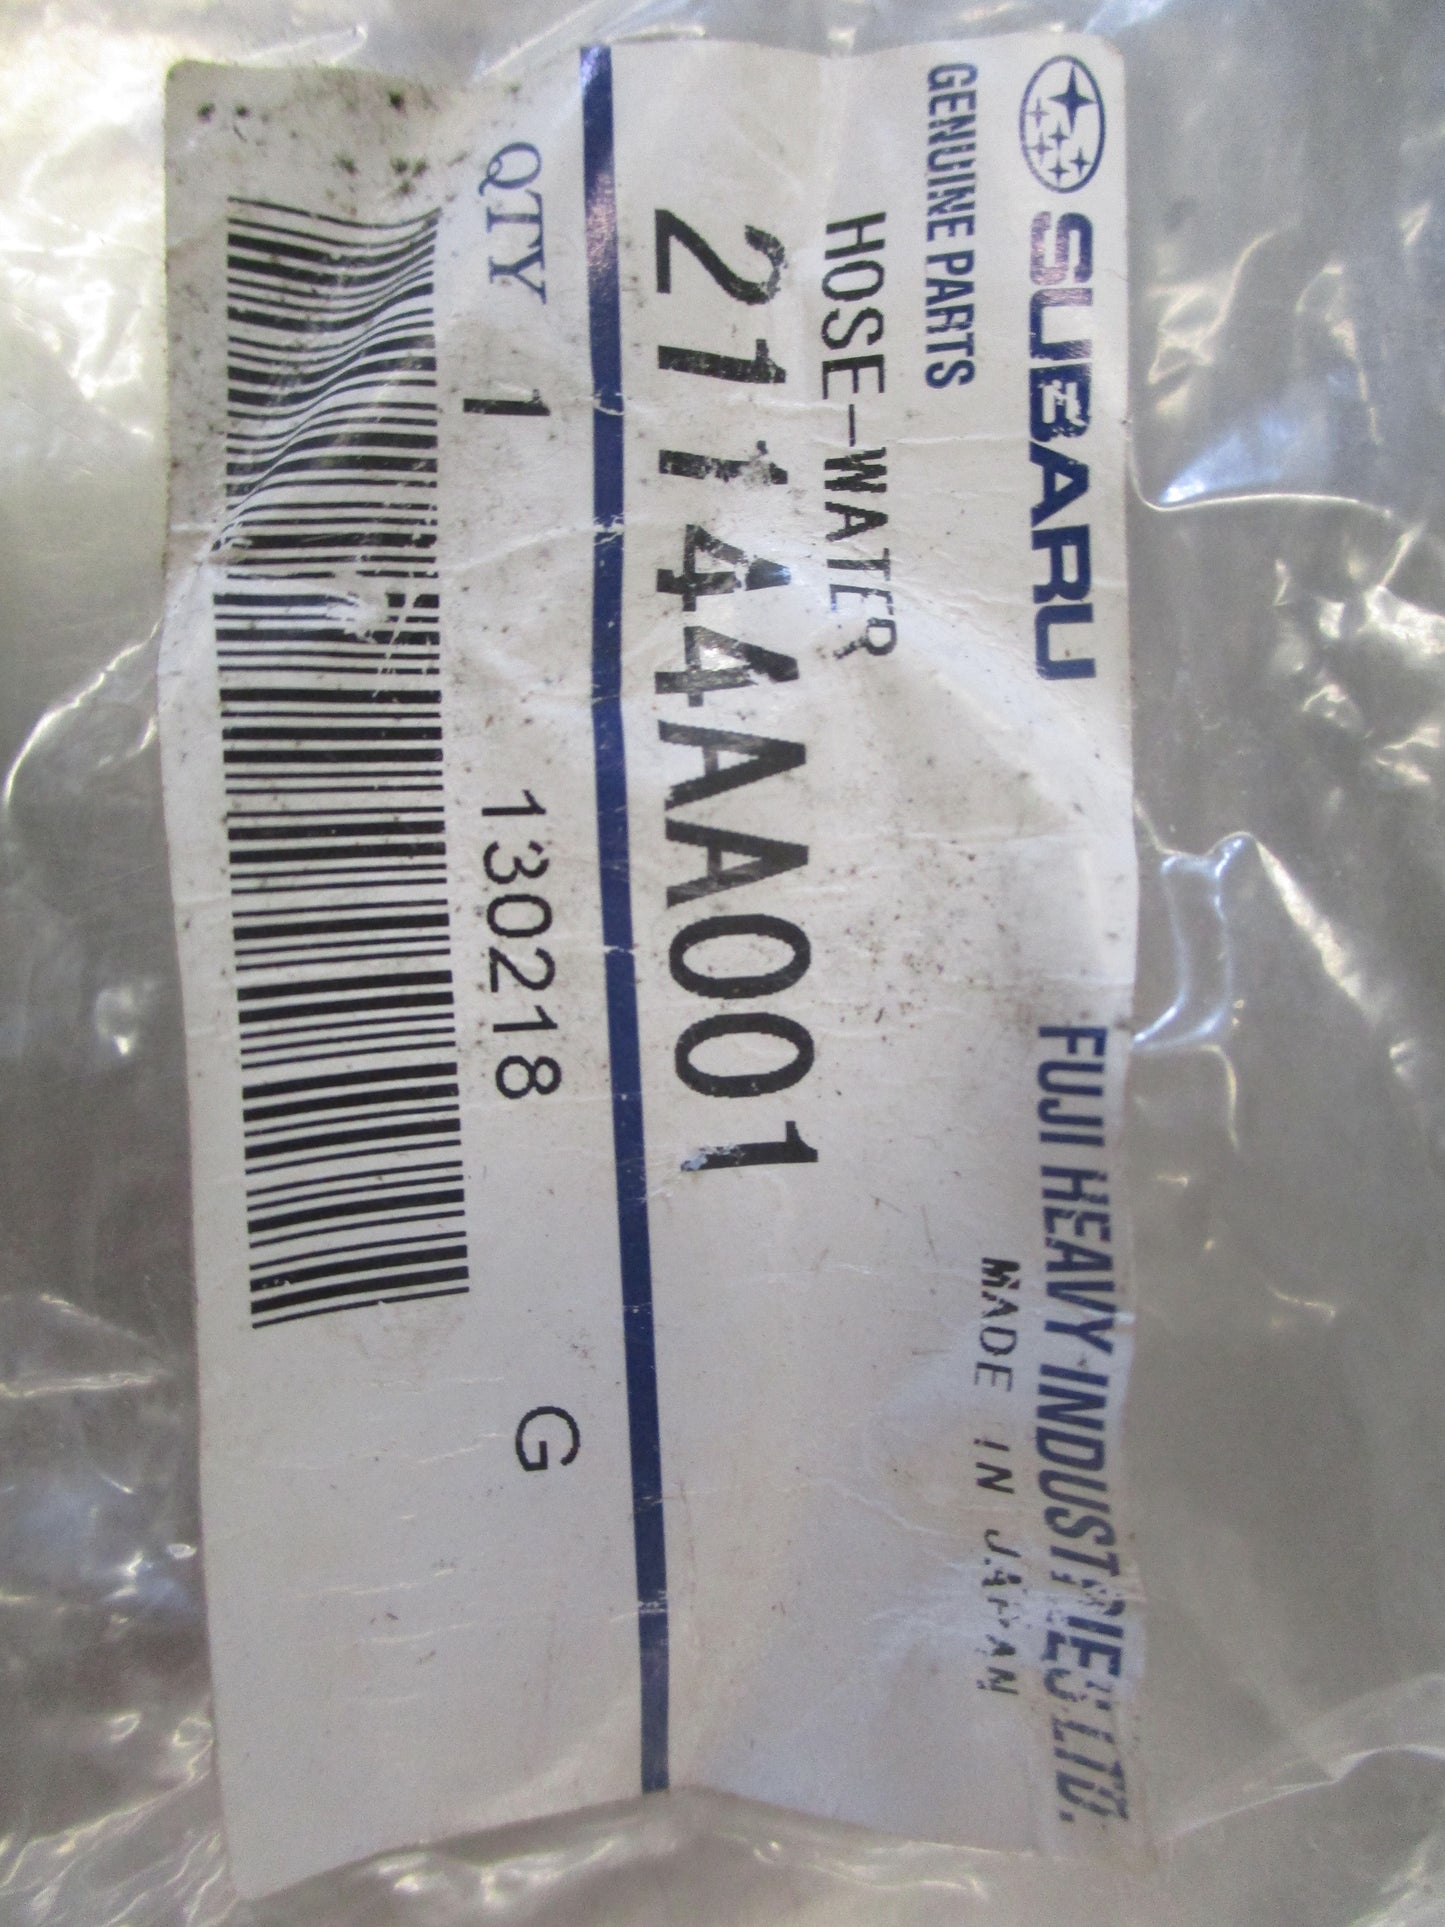 SUBARU
FUJI HEAVY INDUSTRIES LTD.
GENUINE PARTS
MADE IN JAPAN
HOSE-WATER
21144AA001
QTY 1 130218 G